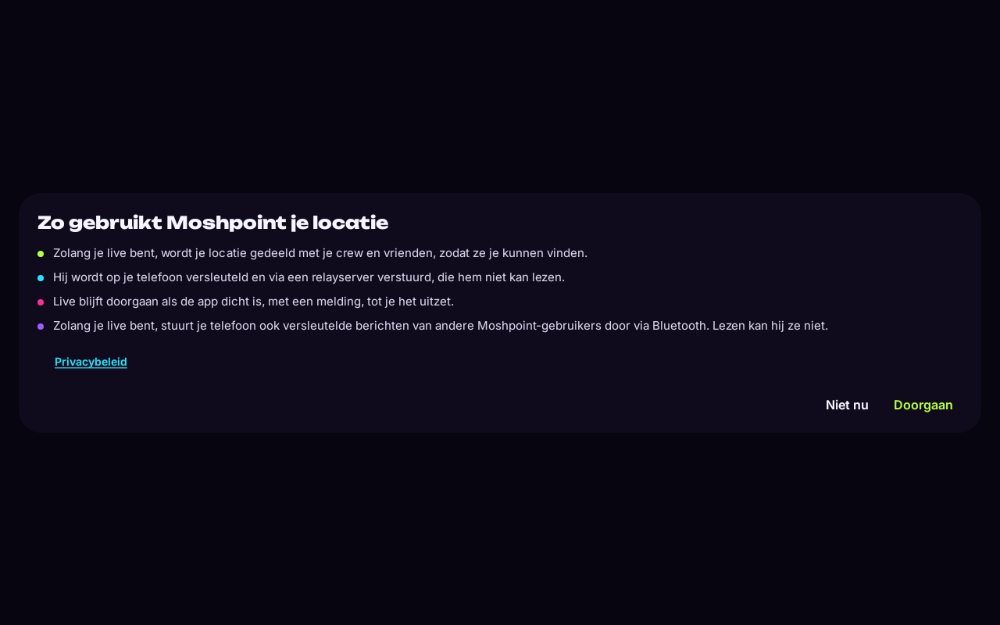 Zo gebruikt Moshpoint je locatie
Zolang je live bent, wordt je locatie gedeeld met je crew en vrienden, zodat ze je kunnen vinden.
Hij wordt op je telefoon versleuteld en via een relayserver verstuurd, die hem niet kan lezen.
Live blijft doorgaan als de app dicht is, met een melding, tot je het uitzet.
Zolang je live bent, stuurt je telefoon ook versleutelde berichten van andere Moshpoint-gebruikers door via Bluetooth. Lezen kan hij ze niet.
Privacybeleid
Niet nu Doorgaan